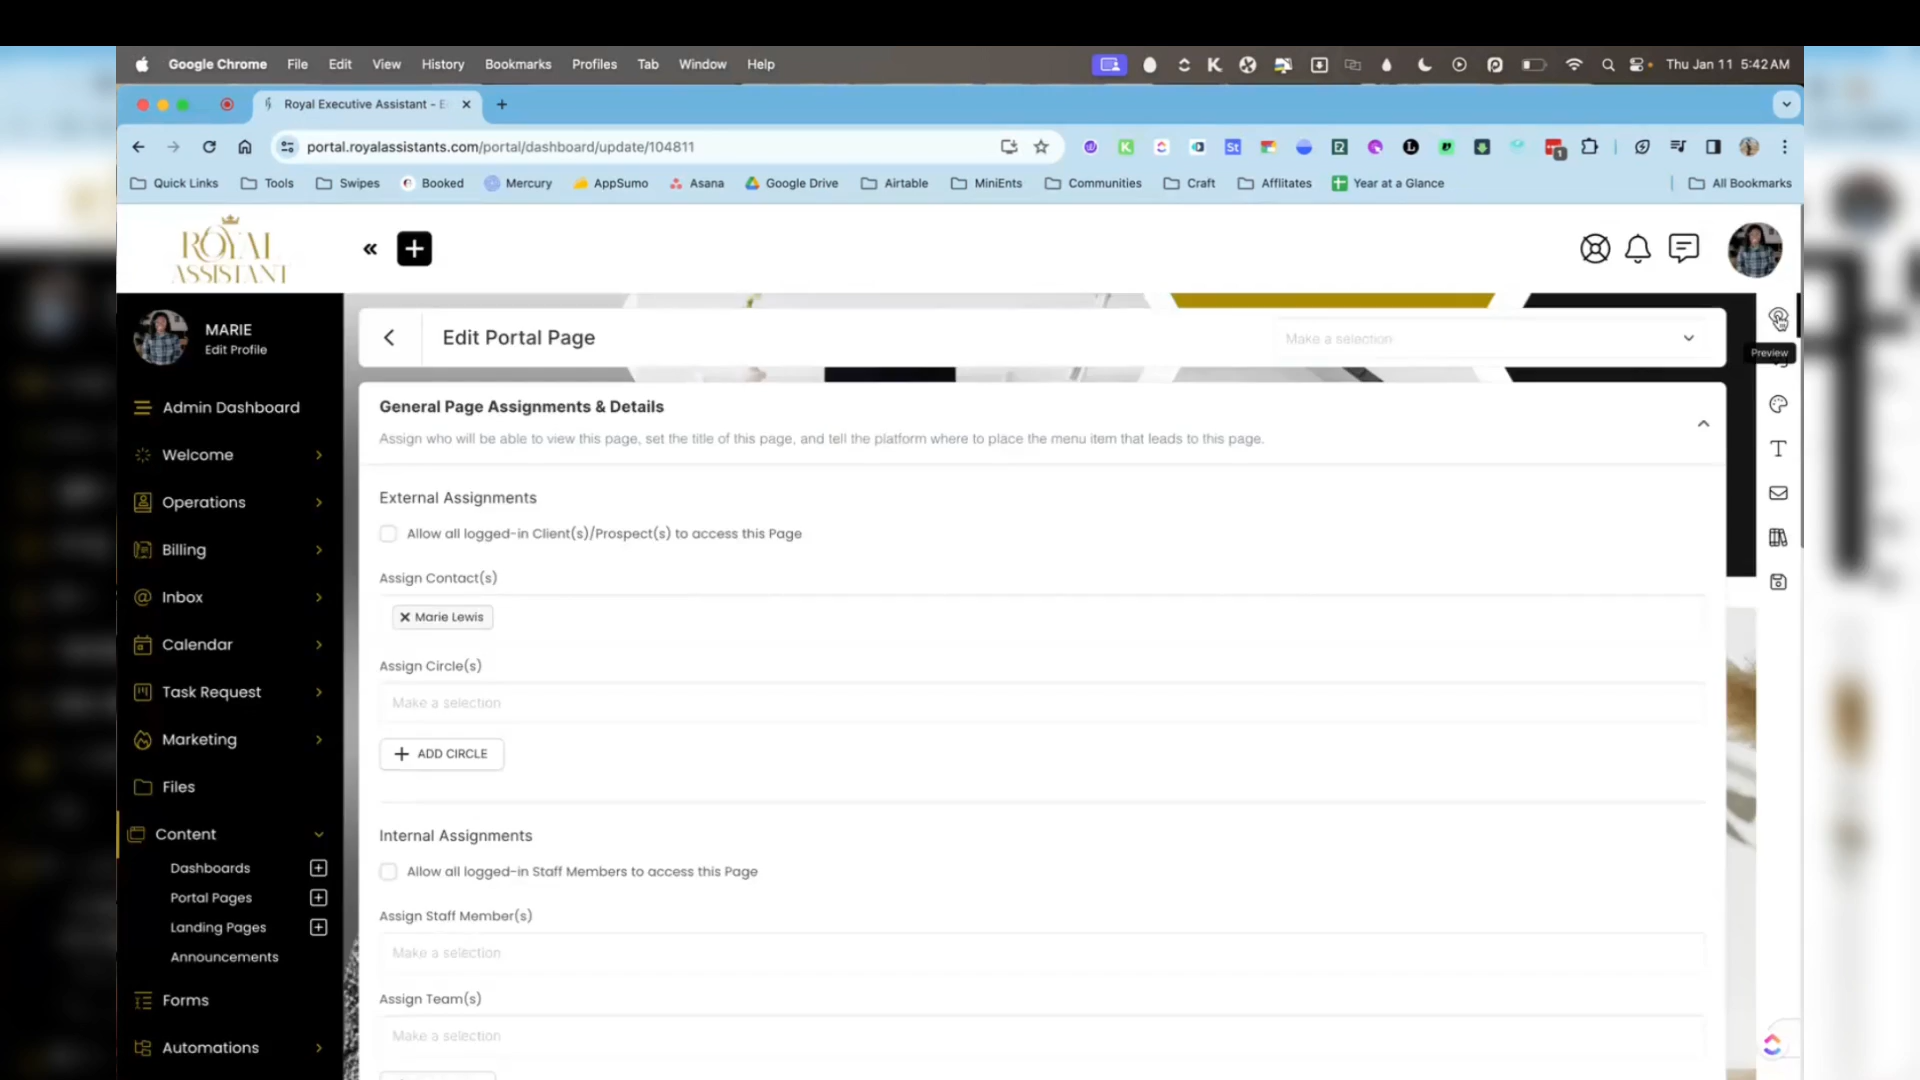 Google Chrome File Edit View History Bookmarks Profiles Tab Window Help Thu Jan 11 5:42 AM
Royal Executive Assistant - E
portal.royalassistants.com/portal/dashboard/update/104811
Quick Links Tools Swipes Booked Mercury AppSumo Asana Google Drive Airtable MiniEnts Communities Craft Affiltates Year at a Glance All Bookmarks
ROYAL
ASSISTANT
MARIE
Edit Profile
Edit Portal Page
Make a selection
Preview
Admin Dashboard
Welcome
Operations
Billing
Inbox
Calendar
Task Request
Marketing
Files
Content
Dashboards
Portal Pages
Landing Pages
Announcements
Forms
Automations
General Page Assignments & Details
Assign who will be able to view this page, set the title of this page, and tell the platform where to place the menu item that leads to this page.
External Assignments
Allow all logged-in Client(s)/Prospect(s) to access this Page
Assign Contact(s)
Marie Lewis
Assign Circle(s)
Make a selection
ADD CIRCLE
Internal Assignments
Allow all logged-in Staff Members to access this Page
Assign Staff Member(s)
Make a selection
Assign Team(s)
Make a selection